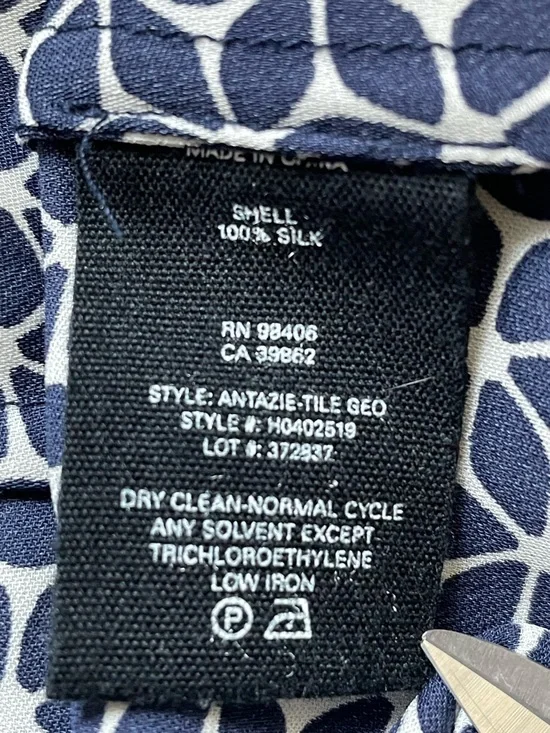 MADE IN CHINA
SHELL
100% SILK
RN 98406
CA 39862
STYLE: ANTAZIE-TILE GEO
STYLE #: H0402519
LOT #: 372837
DRY CLEAN-NORMAL CYCLE
ANY SOLVENT EXCEPT
TRICHLOROETHYLENE
LOW IRON
P